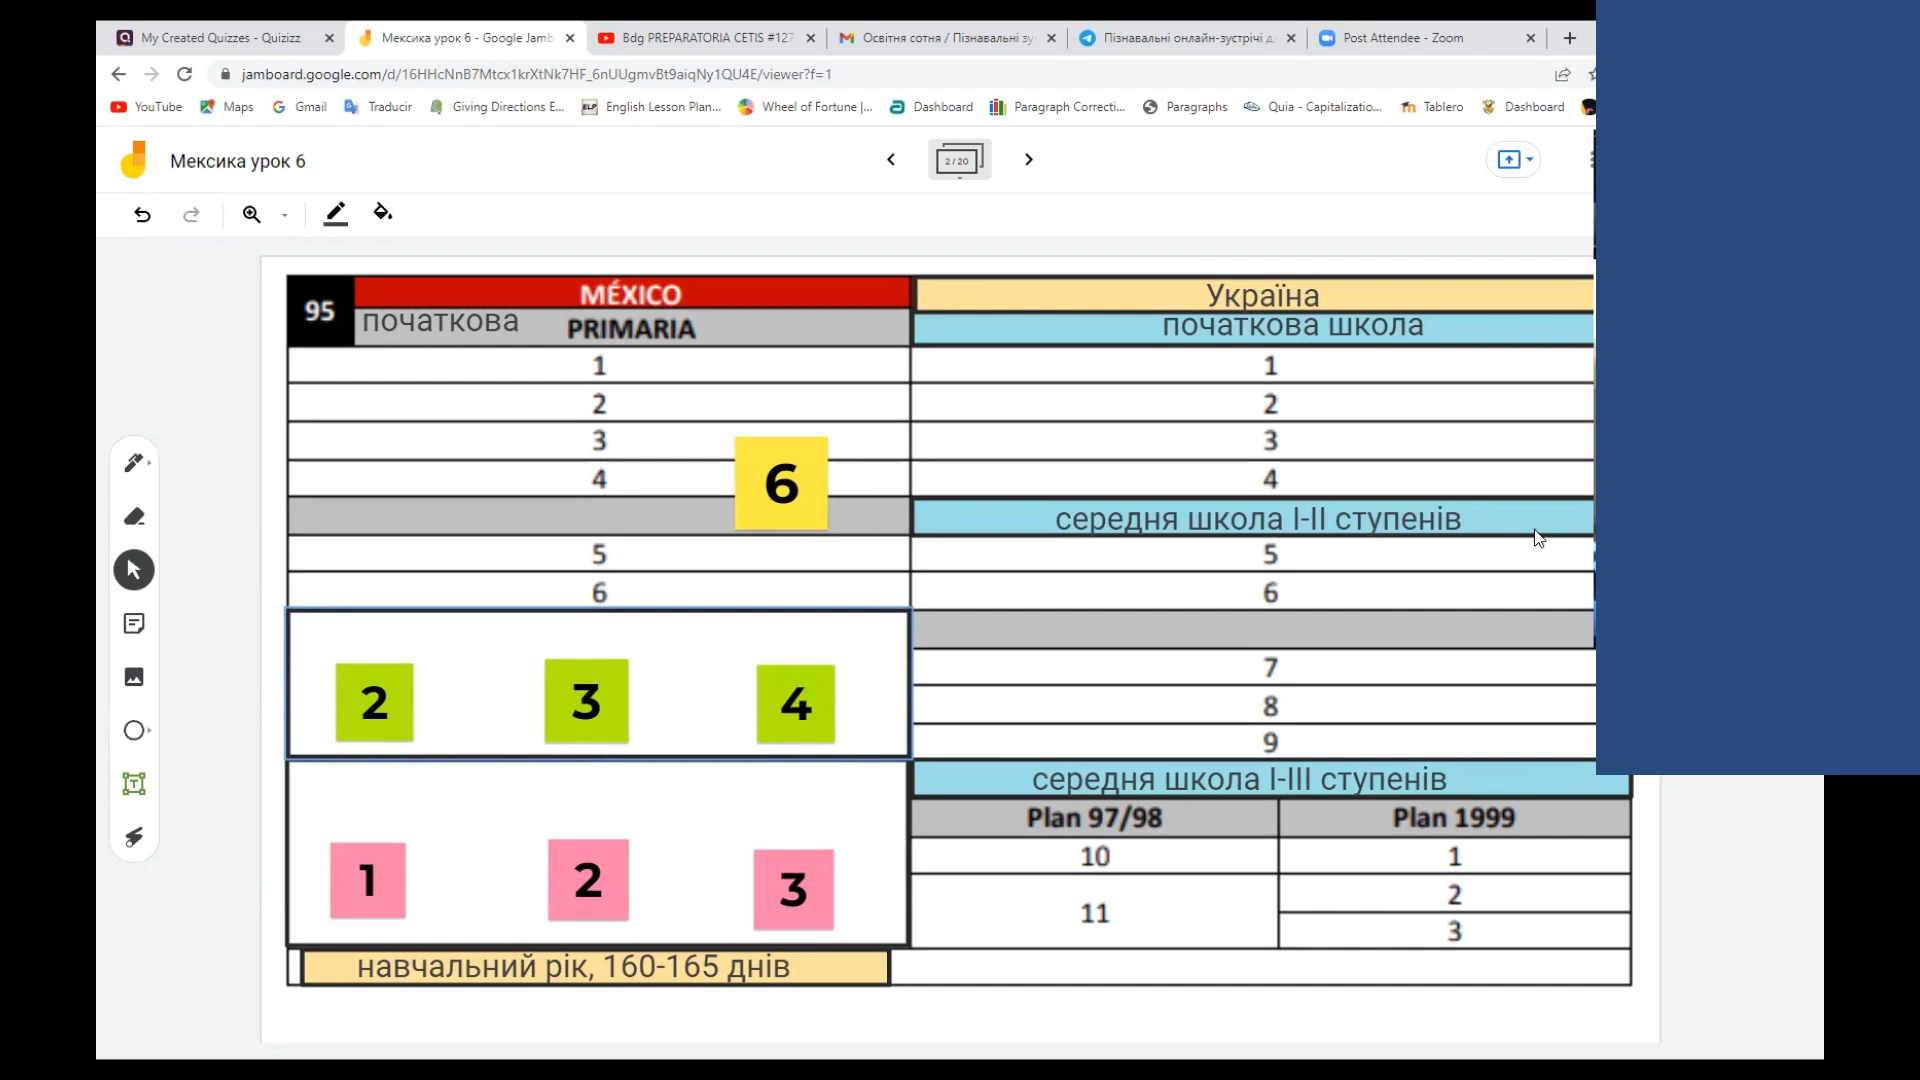 My Created Quizzes - Quizizz
Мексика урок 6 - Google Jamb
Bdg PREPARATORIA CETIS #127
Освітня сотня / Пізнавальні зу
Пізнавальні онлайн-зустрічі д
Post Attendee - Zoom
jamboard.google.com/d/16HHcNnB7Mtcx1krXtNk7HF_6nUUgmvBt9aiqNy1QU4E/viewer?f=1
YouTube
Maps
Gmail
Traducir
Giving Directions E...
English Lesson Plan...
Wheel of Fortune |...
Dashboard
Paragraph Correcti...
Paragraphs
Quia - Capitalizatio...
Tablero
Dashboard
Мексика урок 6
2 / 20
95
MÉXICO
Україна
початкова
PRIMARIA
початкова школа
1
1
2
2
3
3
4
6
4
середня школа І-ІІ ступенів
5
5
6
6
7
2
3
4
8
9
середня школа І-ІІІ ступенів
Plan 97/98
Plan 1999
10
1
1
2
3
11
2
3
навчальний рік, 160-165 днів